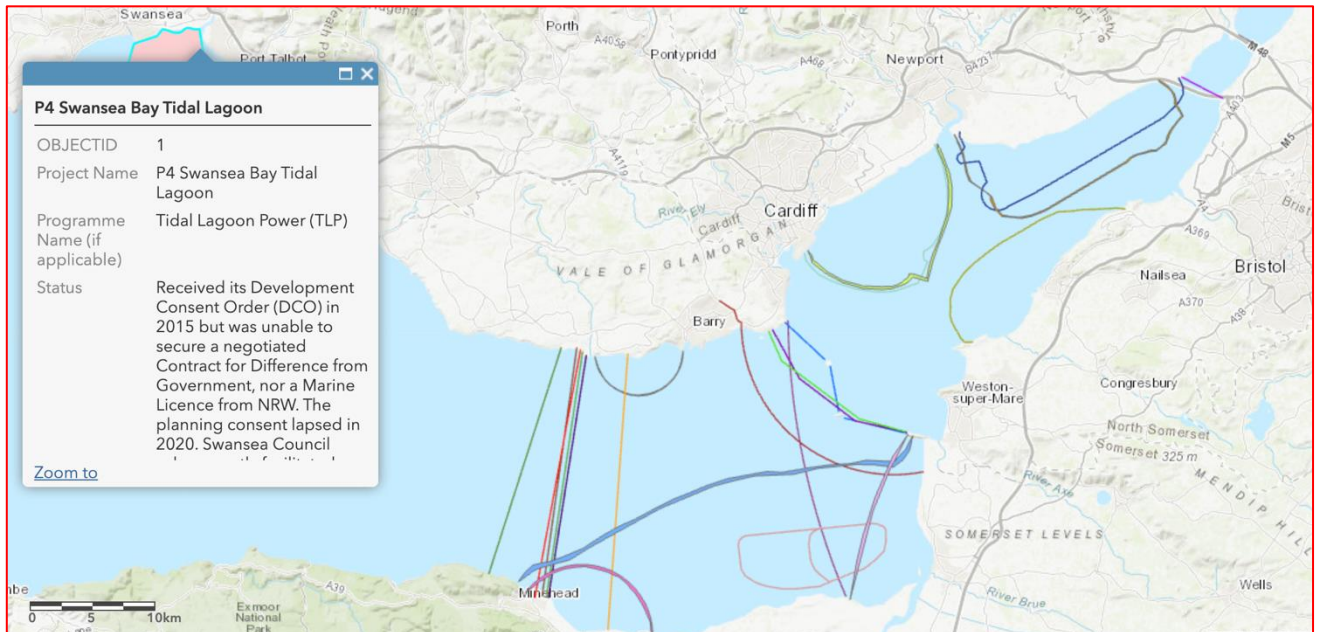 Swansea
Porth
A4058
Pontypridd
A468
Newport
B4237
M48
Port Talbot
P4 Swansea Bay Tidal Lagoon
OBJECTID 1
Project Name P4 Swansea Bay Tidal
Lagoon
Programme Tidal Lagoon Power (TLP)
Name (if
applicable)
Status Received its Development
Consent Order (DCO) in
2015 but was unable to
secure a negotiated
Contract for Difference from
Government, nor a Marine
Licence from NRW. The
planning consent lapsed in
2020. Swansea Council
Zoom to
A403
M5
A4119
River Ely
Cardiff
Cardiff
VALE OF GLAMORGAN
A4
A369
Bristol
Nailsea
A370
A38
Barry
Weston-
super-Mare
Congresbury
North Somerset
Somerset 325 m
River Axe
MENDIP HILL
SOMERSET LEVELS
Wells
River Brue
A39
Minehead
Exmoor
National
Park
0 5 10km